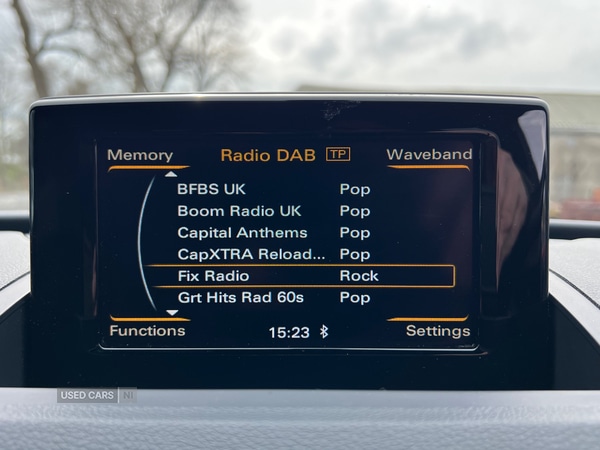 Memory Radio DAB TP Waveband
BFBS UK Pop
Boom Radio UK Pop
Capital Anthems Pop
CapXTRA Reload... Pop
Fix Radio Rock
Grt Hits Rad 60s Pop
Functions 15:23 Settings
USED CARS NI